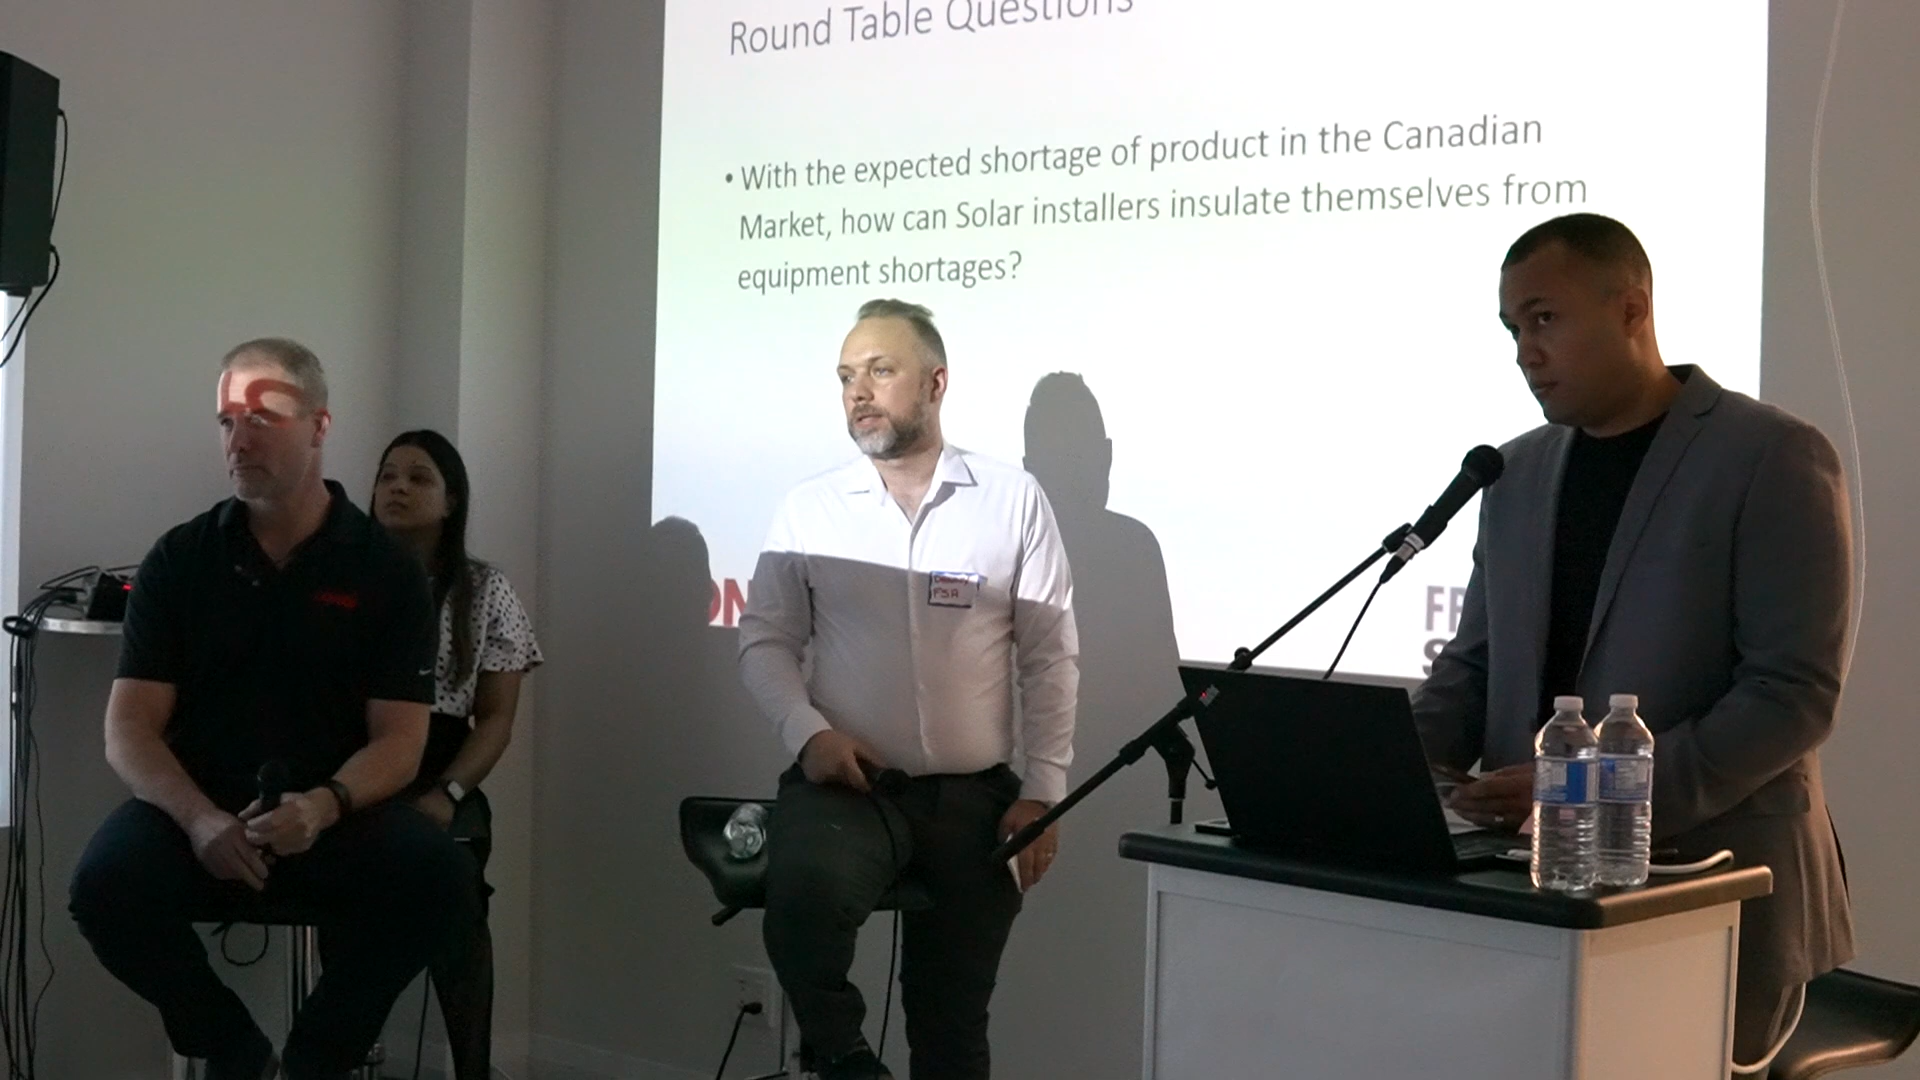 Round Table Questions
• With the expected shortage of product in the Canadian
Market, how can Solar installers insulate themselves from
equipment shortages?
FSA